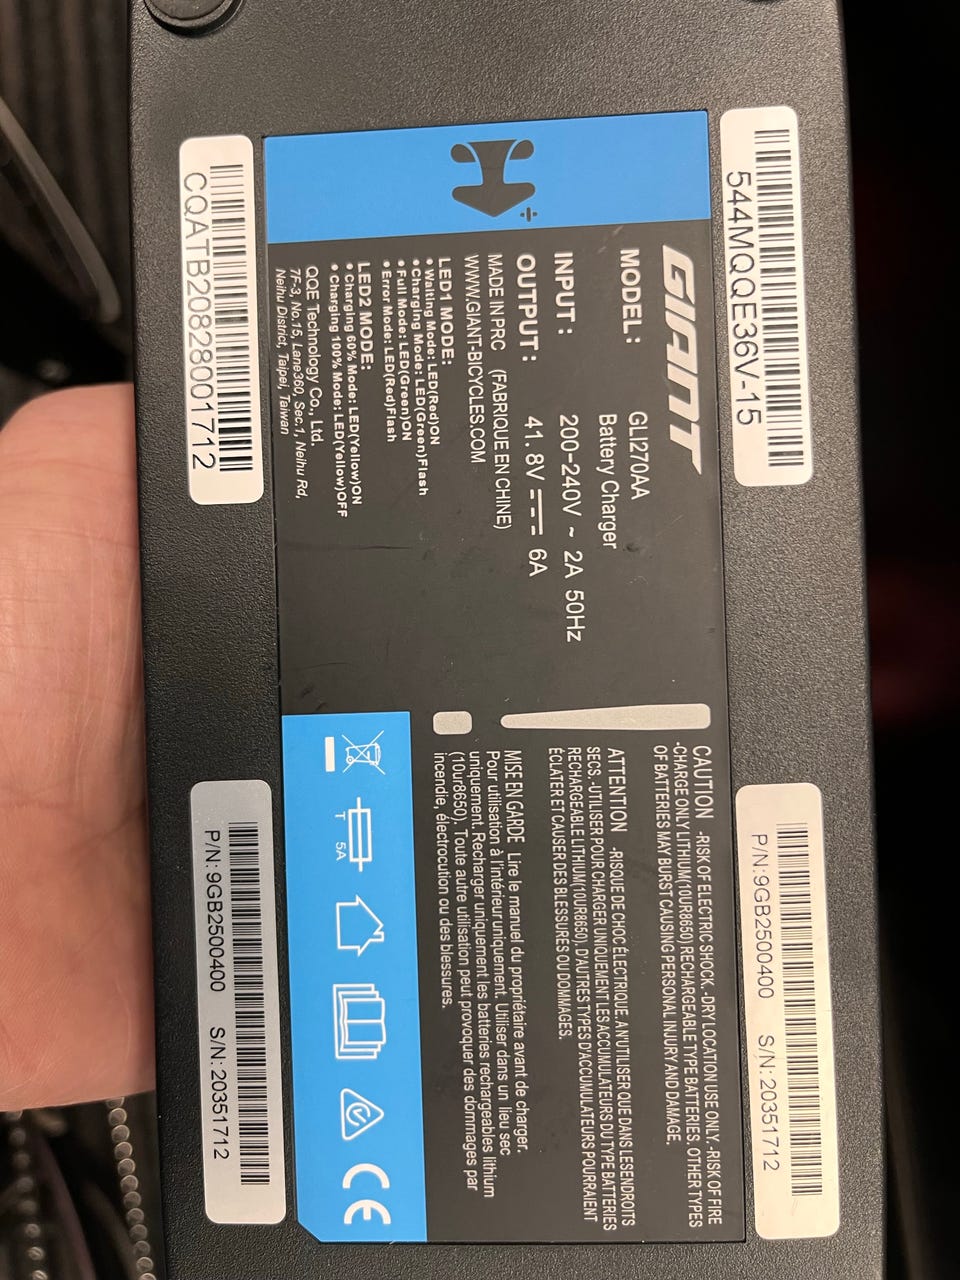 544MQQE36V-15
GIANT
MODEL: GLI270AA
Battery Charger
INPUT: 200-240V ~ 2A 50Hz
OUTPUT: 41.8V 6A
MADE IN PRC (FABRIQUE EN CHINE)
WWW.GIANT-BICYCLES.COM
LED1 MODE:
• Waiting Mode: LED(Red)ON
• Charging Mode: LED(Green)Flash
• Full Mode: LED(Green)ON
• Error Mode: LED(Red)Flash
LED2 MODE:
• Charging 60% Mode: LED(Yellow)ON
• Charging 100% Mode: LED(Yellow)OFF
QQE Technology Co., Ltd.
7F-3, No.15, Lane360, Sec.1, Neihu Rd,
Neihu District, Taipei, Taiwan
CQATB20828001712
P/N: 9GB2500400 S/N: 20351712
CAUTION -RISK OF ELECTRIC SHOCK. -DRY LOCATION USE ONLY. -RISK OF FIRE
-CHARGE ONLY LITHIUM(10UR8650) RECHARGEABLE TYPE BATTERIES. OTHER TYPES
OF BATTERIES MAY BURST CAUSING PERSONAL INJURY AND DAMAGE.
ATTENTION -RISQUE DE CHOC ÉLECTRIQUE. A N'UTILISER QUE DANS LES ENDROITS
SECS. -UTILISER POUR CHARGER UNIQUEMENT LES ACCUMULATEURS DU TYPE BATTERIES
RECHARGEABLE LITHIUM(10UR8650), D'AUTRES TYPES D'ACCUMULATEURS POURRAIENT
ÉCLATER ET CAUSER DES BLESSURES OU DOMMAGES.
MISE EN GARDE Lire le manuel du propriétaire avant de charger.
Pour utilisation à l'intérieur uniquement. Utiliser dans un lieu sec
uniquement. Recharger uniquement les batteries rechargeables lithium
(10ur8650), Toute autre utilisation peut provoquer des dommages par
incendie, électrocution ou des blessures.
T 5A
CE
P/N: 9GB2500400 S/N: 20351712